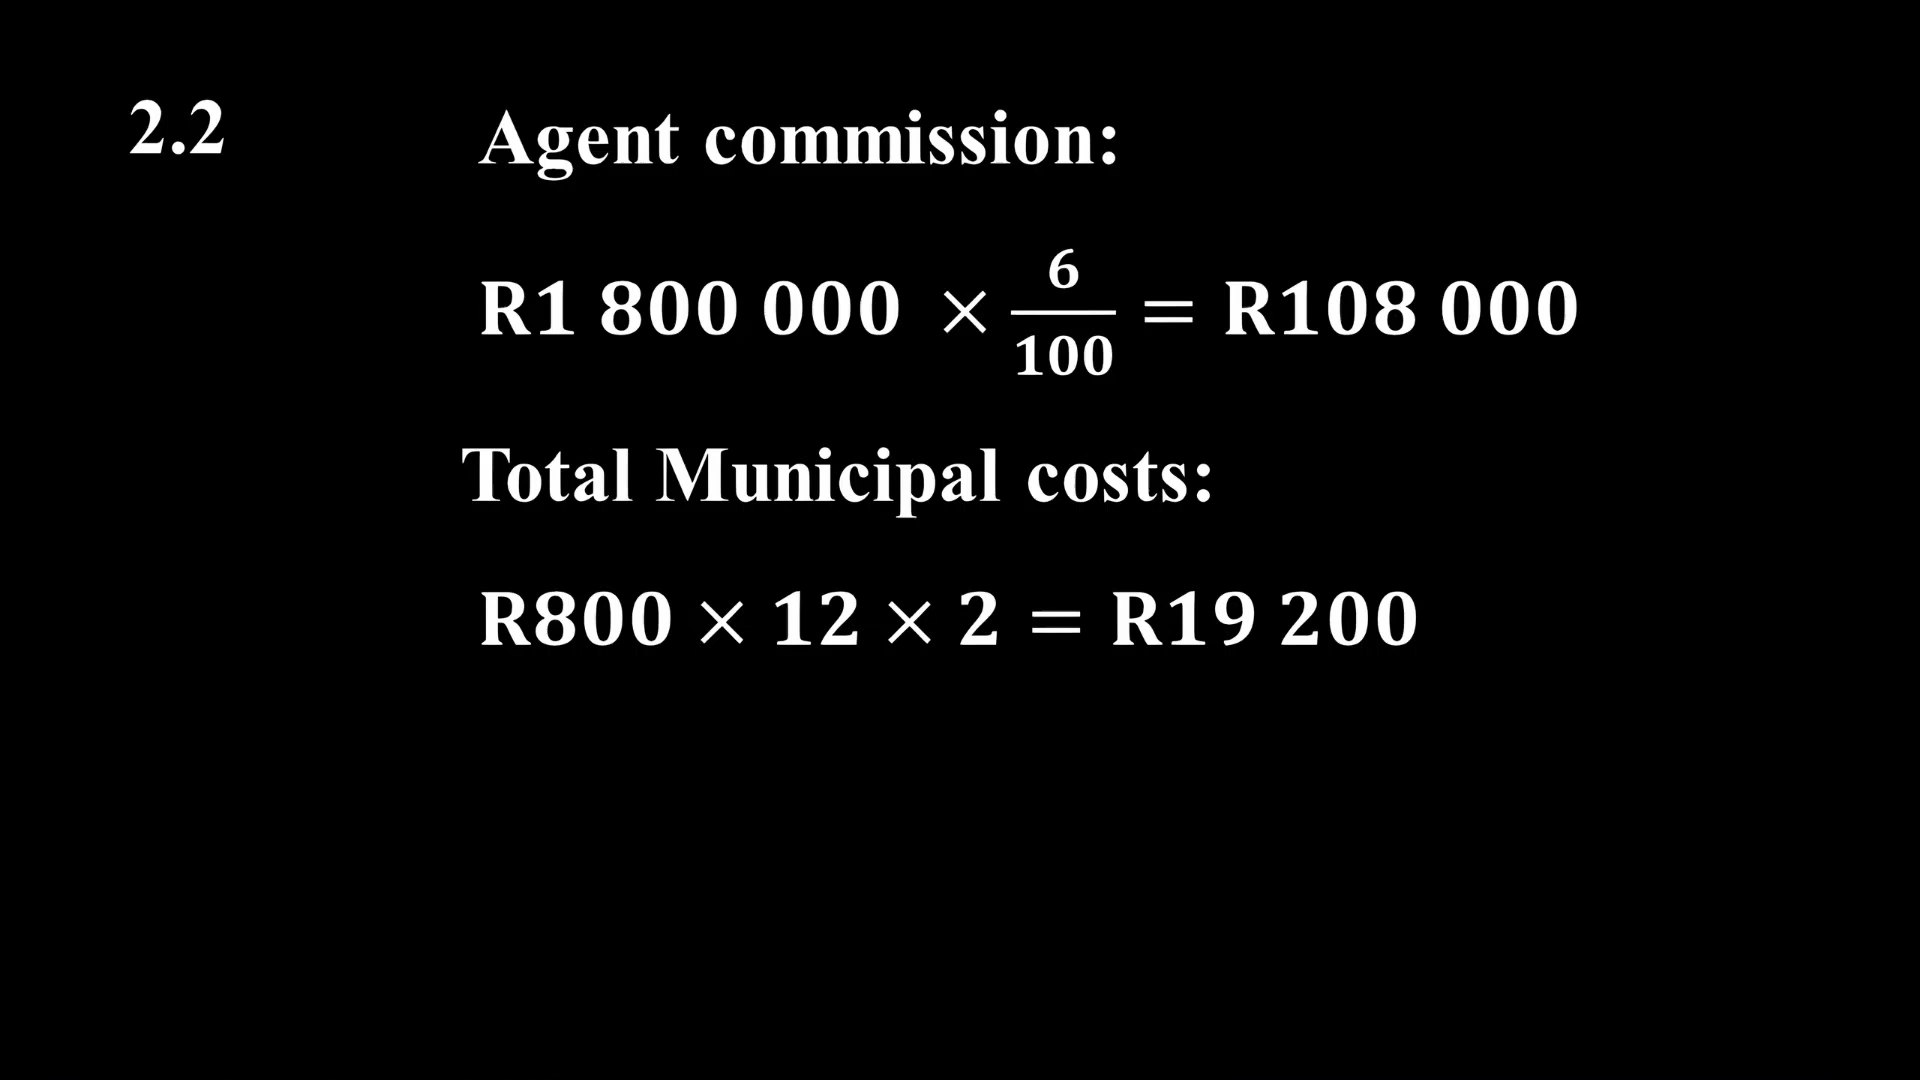 2.2 Agent commission:
R1 800 000 × 6/100 = R108 000
Total Municipal costs:
R800 × 12 × 2 = R19 200